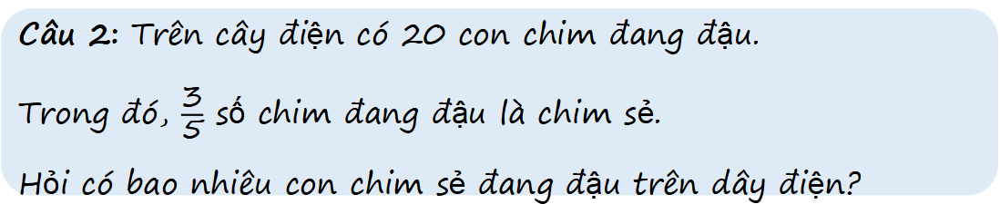 Câu 2: Trên cây điện có 20 con chim đang đậu.
Trong đó, 3/5 số chim đang đậu là chim sẻ.
Hỏi có bao nhiêu con chim sẻ đang đậu trên dây điện?